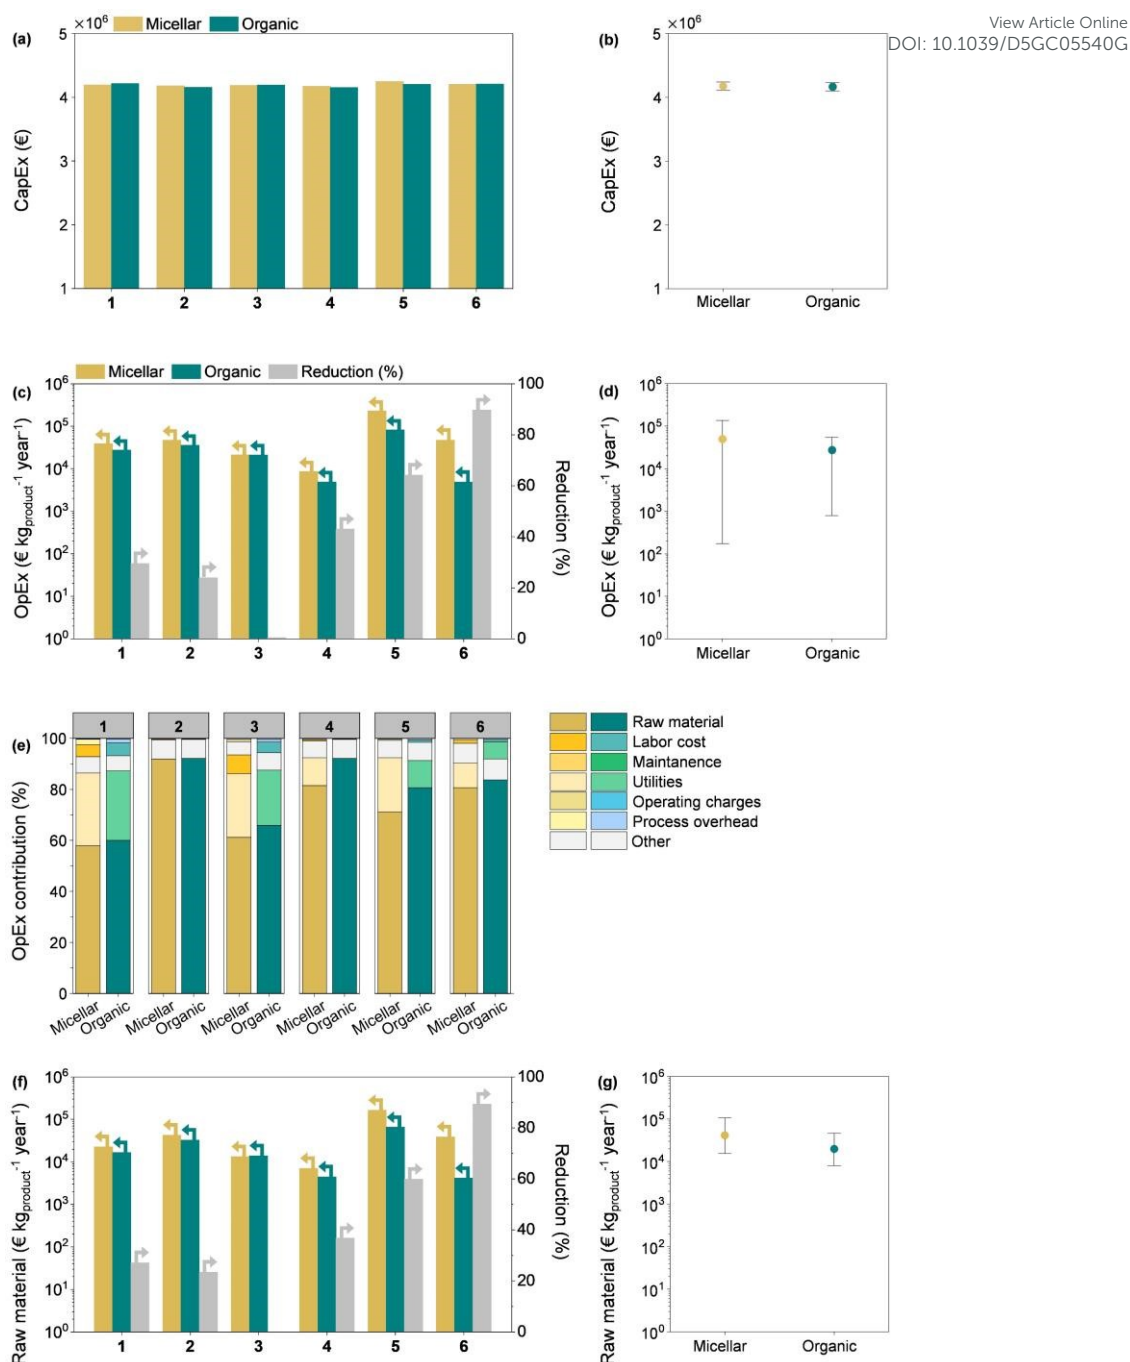 View Article Online
DOI: 10.1039/D5GC05540G
(a) ×10⁶ Micellar Organic
5
4
3
2
1
CapEx (€)
1 2 3 4 5 6
(b) ×10⁶
5
4
3
2
1
CapEx (€)
Micellar Organic
Micellar Organic Reduction (%)
(c)
10⁶
10⁵
10⁴
10³
10²
10¹
10⁰
OpEx (€ kgproduct⁻¹ year⁻¹)
100
80
60
40
20
0
Reduction (%)
1 2 3 4 5 6
(d)
10⁶
10⁵
10⁴
10³
10²
10¹
10⁰
OpEx (€ kgproduct⁻¹ year⁻¹)
Micellar Organic
(e)
1 2 3 4 5 6
100
80
60
40
20
0
OpEx contribution (%)
Micellar Organic Micellar Organic Micellar Organic Micellar Organic Micellar Organic Micellar Organic
Raw material
Labor cost
Maintanence
Utilities
Operating charges
Process overhead
Other
(f)
10⁶
10⁵
10⁴
10³
10²
10¹
10⁰
Raw material (€ kgproduct⁻¹ year⁻¹)
100
80
60
40
20
0
Reduction (%)
1 2 3 4 5 6
(g)
10⁶
10⁵
10⁴
10³
10²
10¹
10⁰
Raw material (€ kgproduct⁻¹ year⁻¹)
Micellar Organic